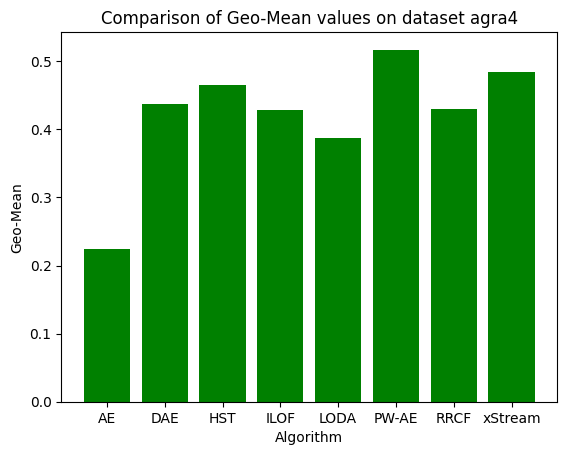 Comparison of Geo-Mean values on dataset agra4
0.5
0.4
0.3
0.2
0.1
0.0
Geo-Mean
AE DAE HST ILOF LODA PW-AE RRCF xStream
Algorithm